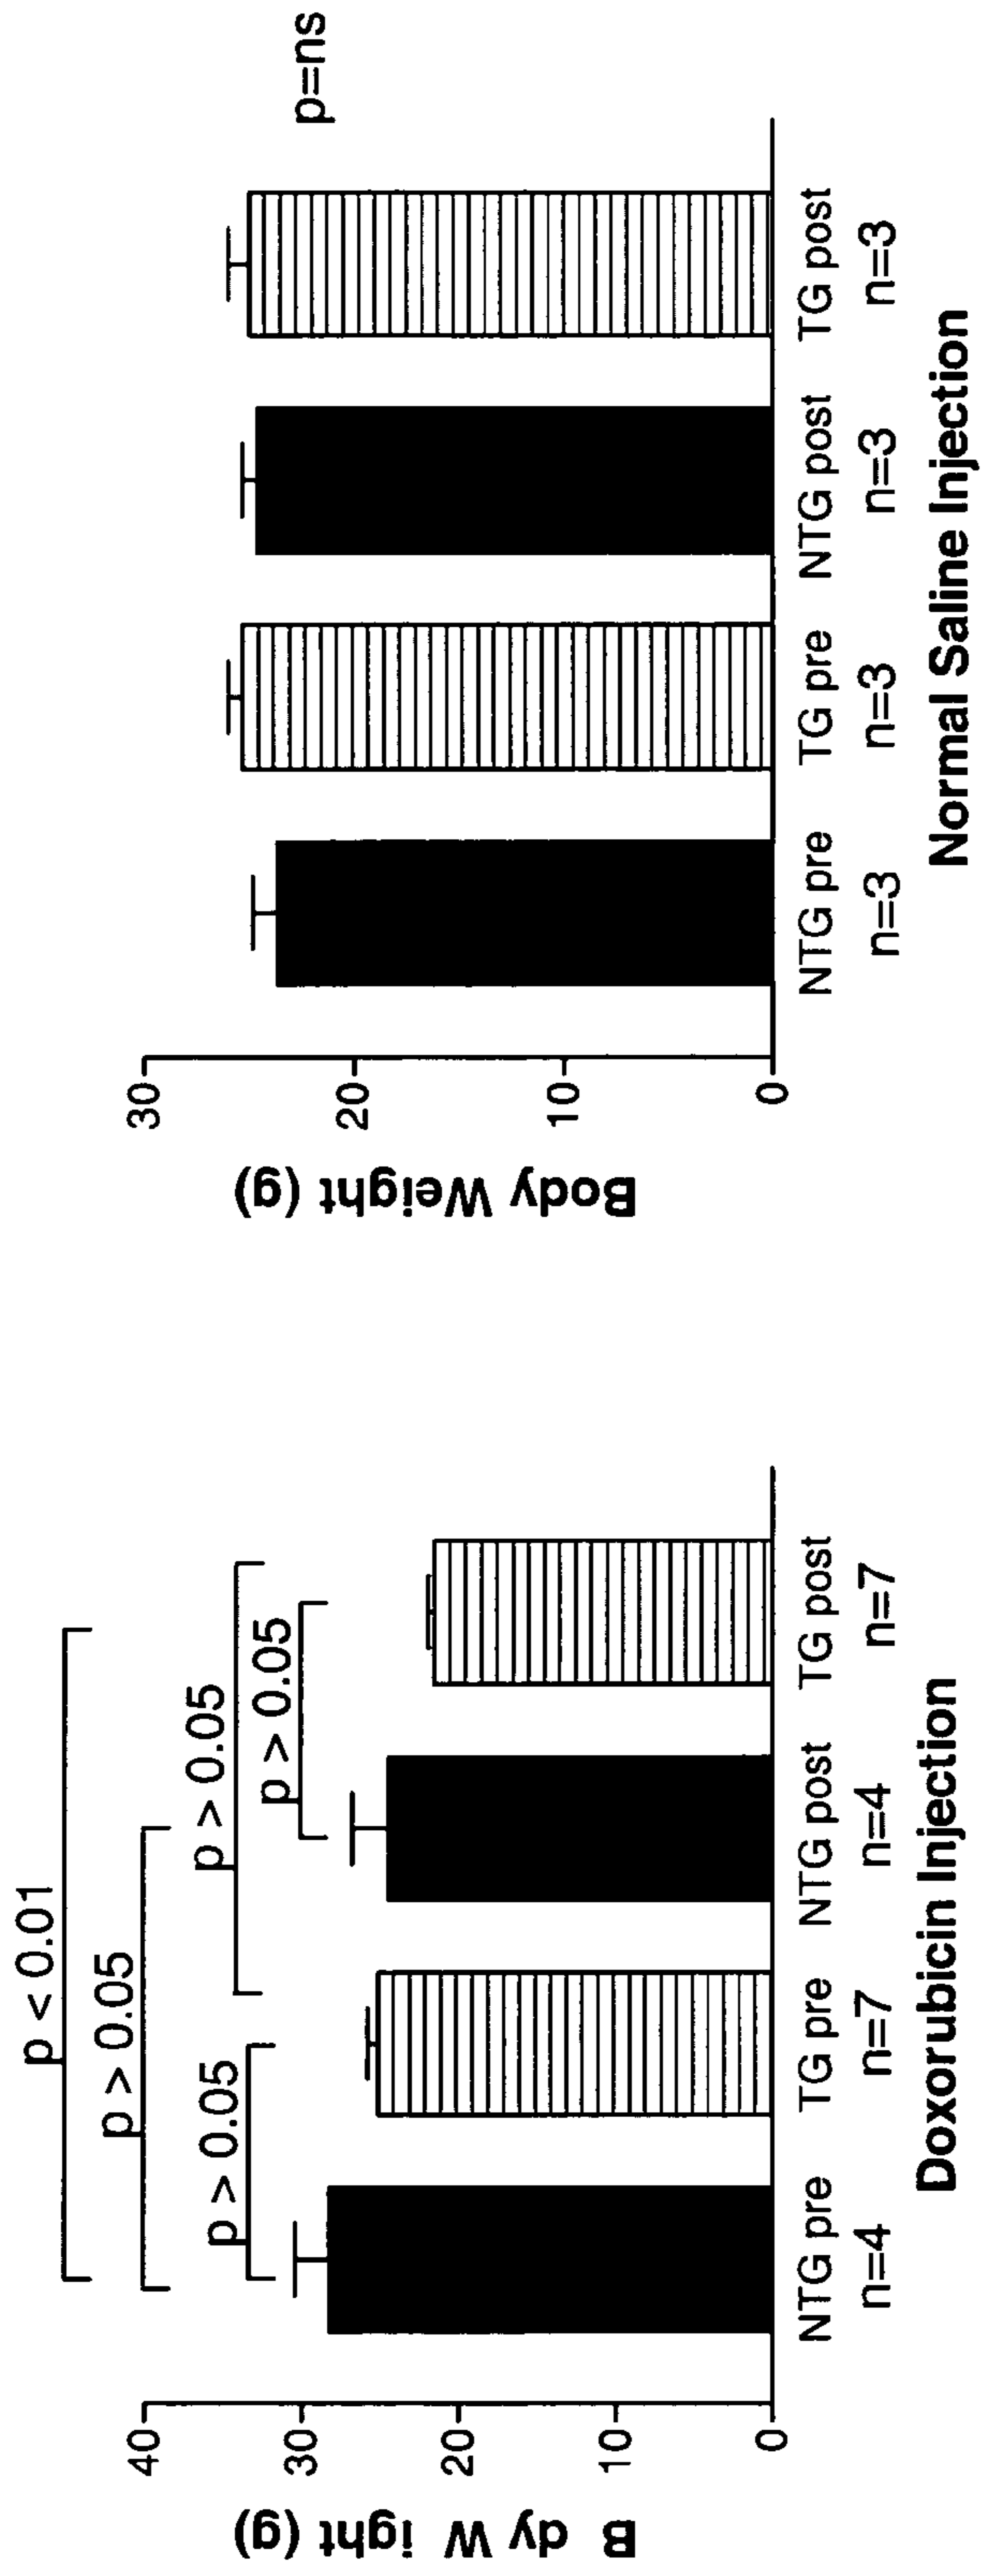 p < 0.01
p > 0.05
p > 0.05
p > 0.05
p > 0.05
B dy W ight (g)
40
30
20
10
0
NTG pre TG pre NTG post TG post
n=4 n=7 n=4 n=7
Doxorubicin Injection
p=ns
Body Weight (g)
30
20
10
0
NTG pre TG pre NTG post TG post
n=3 n=3 n=3 n=3
Normal Saline Injection